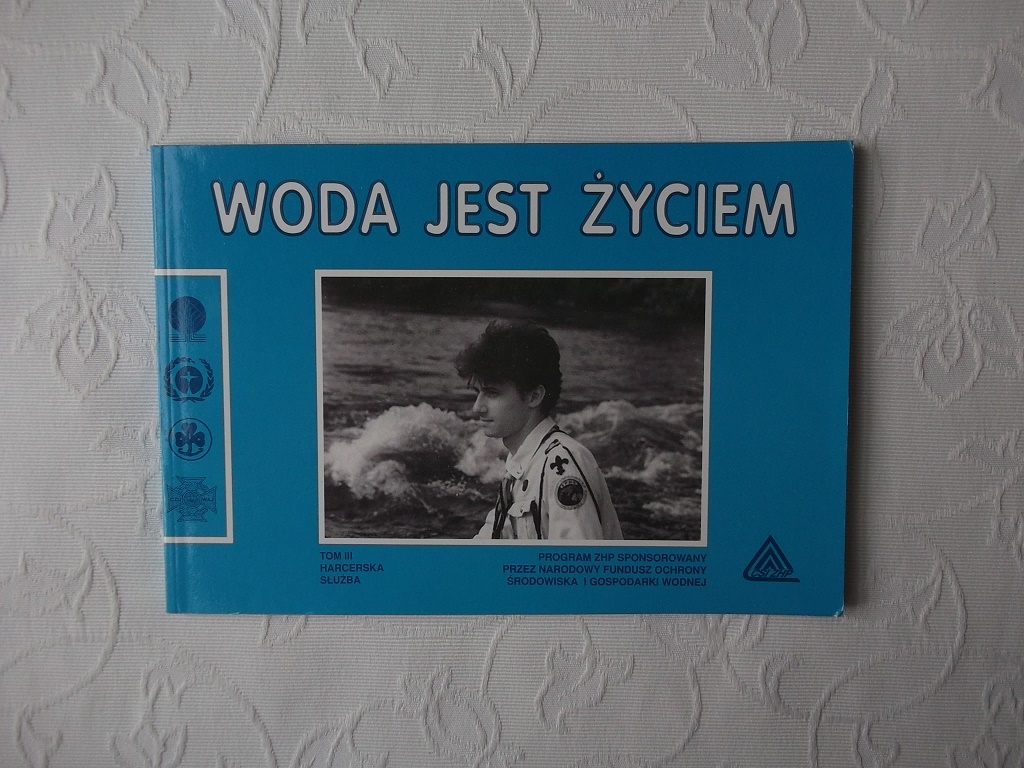 WODA JEST ŻYCIEM
TOM III
HARCERSKA
SŁUŻBA
PROGRAM ZHP SPONSOROWANY
PRZEZ NARODOWY FUNDUSZ OCHRONY
ŚRODOWISKA I GOSPODARKI WODNEJ